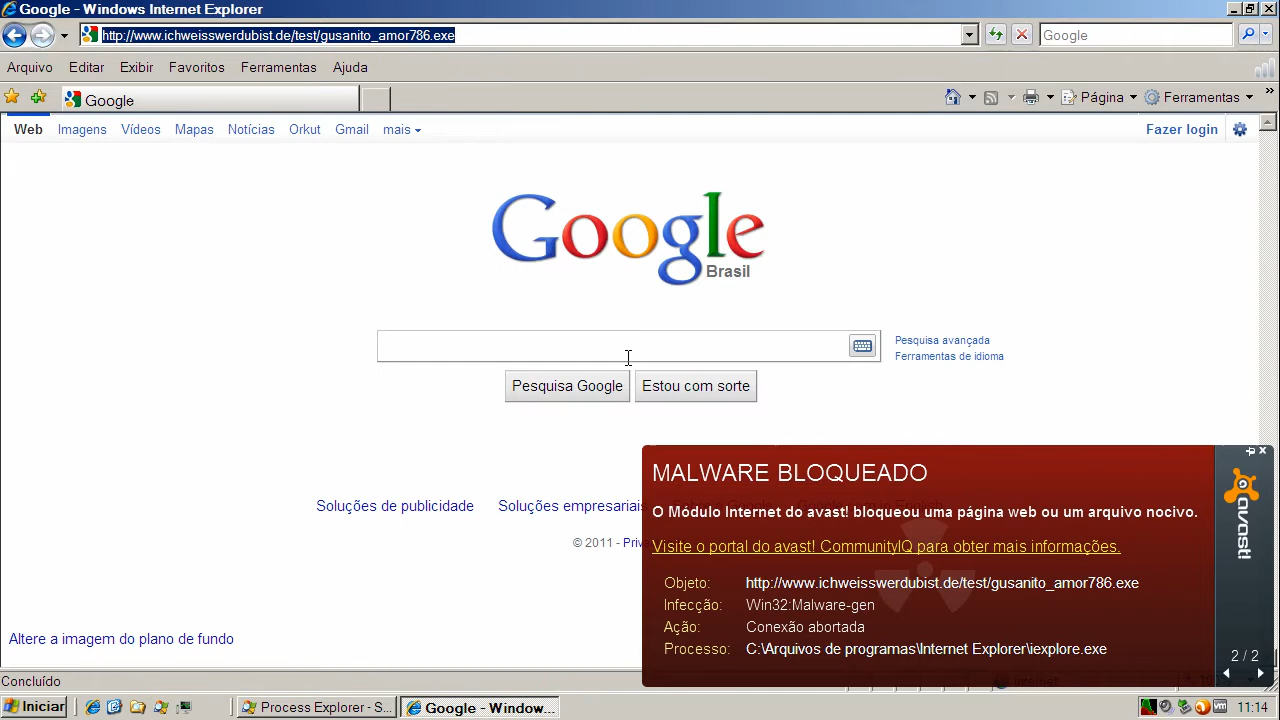 Google - Windows Internet Explorer
http://www.ichweisswerdubist.de/test/gusanito_amor786.exe
Google
Arquivo Editar Exibir Favoritos Ferramentas Ajuda
Google
Página Ferramentas
Web Imagens Vídeos Mapas Notícias Orkut Gmail mais
Fazer login
Google
Brasil
Pesquisa avançada
Ferramentas de idioma
Pesquisa Google Estou com sorte
Soluções de publicidade Soluções empresariais
© 2011 - Priv
Altere a imagem do plano de fundo
MALWARE BLOQUEADO
O Módulo Internet do avast! bloqueou uma página web ou um arquivo nocivo.
Visite o portal do avast! CommunityIQ para obter mais informações.
Objeto: http://www.ichweisswerdubist.de/test/gusanito_amor786.exe
Infecção: Win32:Malware-gen
Ação: Conexão abortada
Processo: C:\Arquivos de programas\Internet Explorer\iexplore.exe
avast!
2 / 2
Concluído
Internet
Iniciar
Process Explorer - S...
Google - Window...
11:14